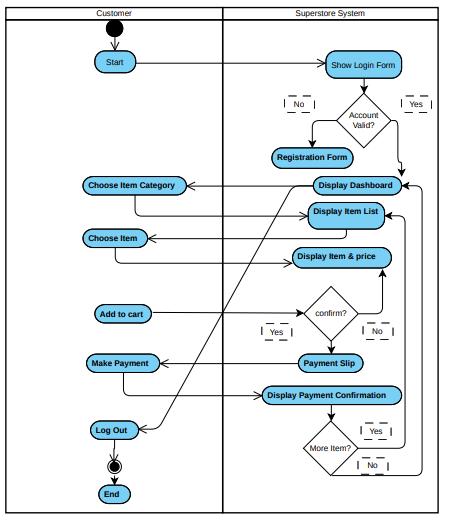 Customer
Superstore System
Start
Show Login Form
No
Yes
Account
Valid?
Registration Form
Choose Item Category
Display Dashboard
Display Item List
Choose Item
Display Item & price
Add to cart
confirm?
Yes
No
Make Payment
Payment Slip
Display Payment Confirmation
Log Out
Yes
More Item?
No
End